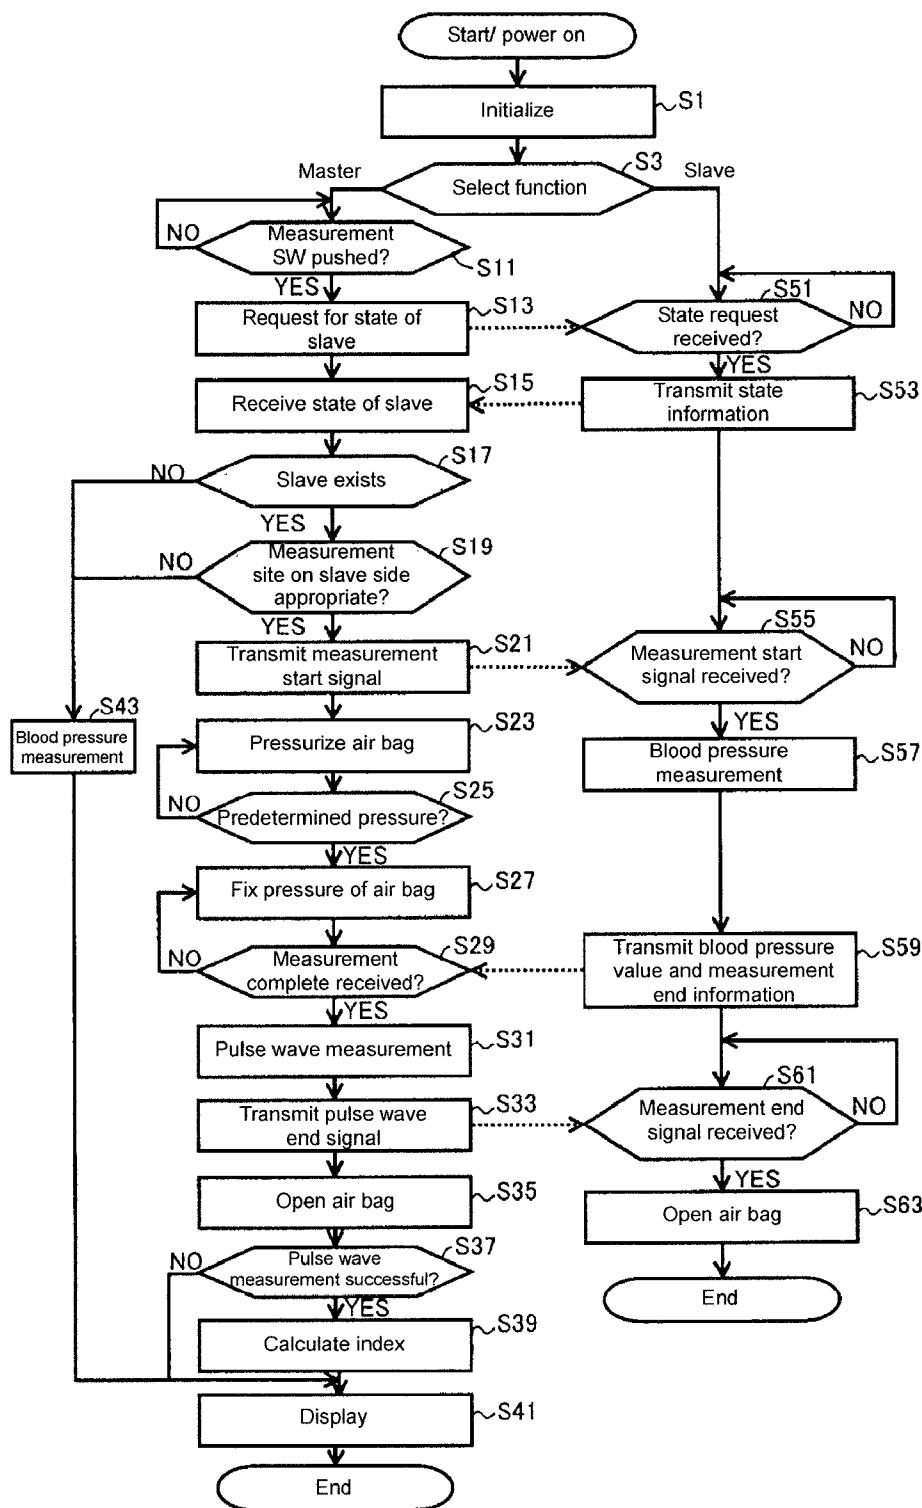 Start/ power on
Initialize
S1
S3
Master
Select function
Slave
NO
Measurement
SW pushed?
S11
YES
S13
Request for state of
slave
S51
State request
received?
NO
YES
S15
Receive state of slave
Transmit state
information
S53
S17
NO
Slave exists
YES
S19
NO
Measurement
site on slave side
appropriate?
YES
S21
Transmit measurement
start signal
S55
Measurement start
signal received?
NO
YES
S43
Blood pressure
measurement
S23
Pressurize air bag
Blood pressure
measurement
S57
S25
NO
Predetermined pressure?
YES
Fix pressure of air bag
S27
S29
NO
Measurement
complete received?
YES
Transmit blood pressure
value and measurement
end information
S59
Pulse wave measurement
S31
S33
Transmit pulse wave
end signal
S61
Measurement end
signal received?
NO
YES
Open air bag
S35
Open air bag
S63
S37
NO
Pulse wave
measurement successful?
YES
End
Calculate index
S39
Display
S41
End